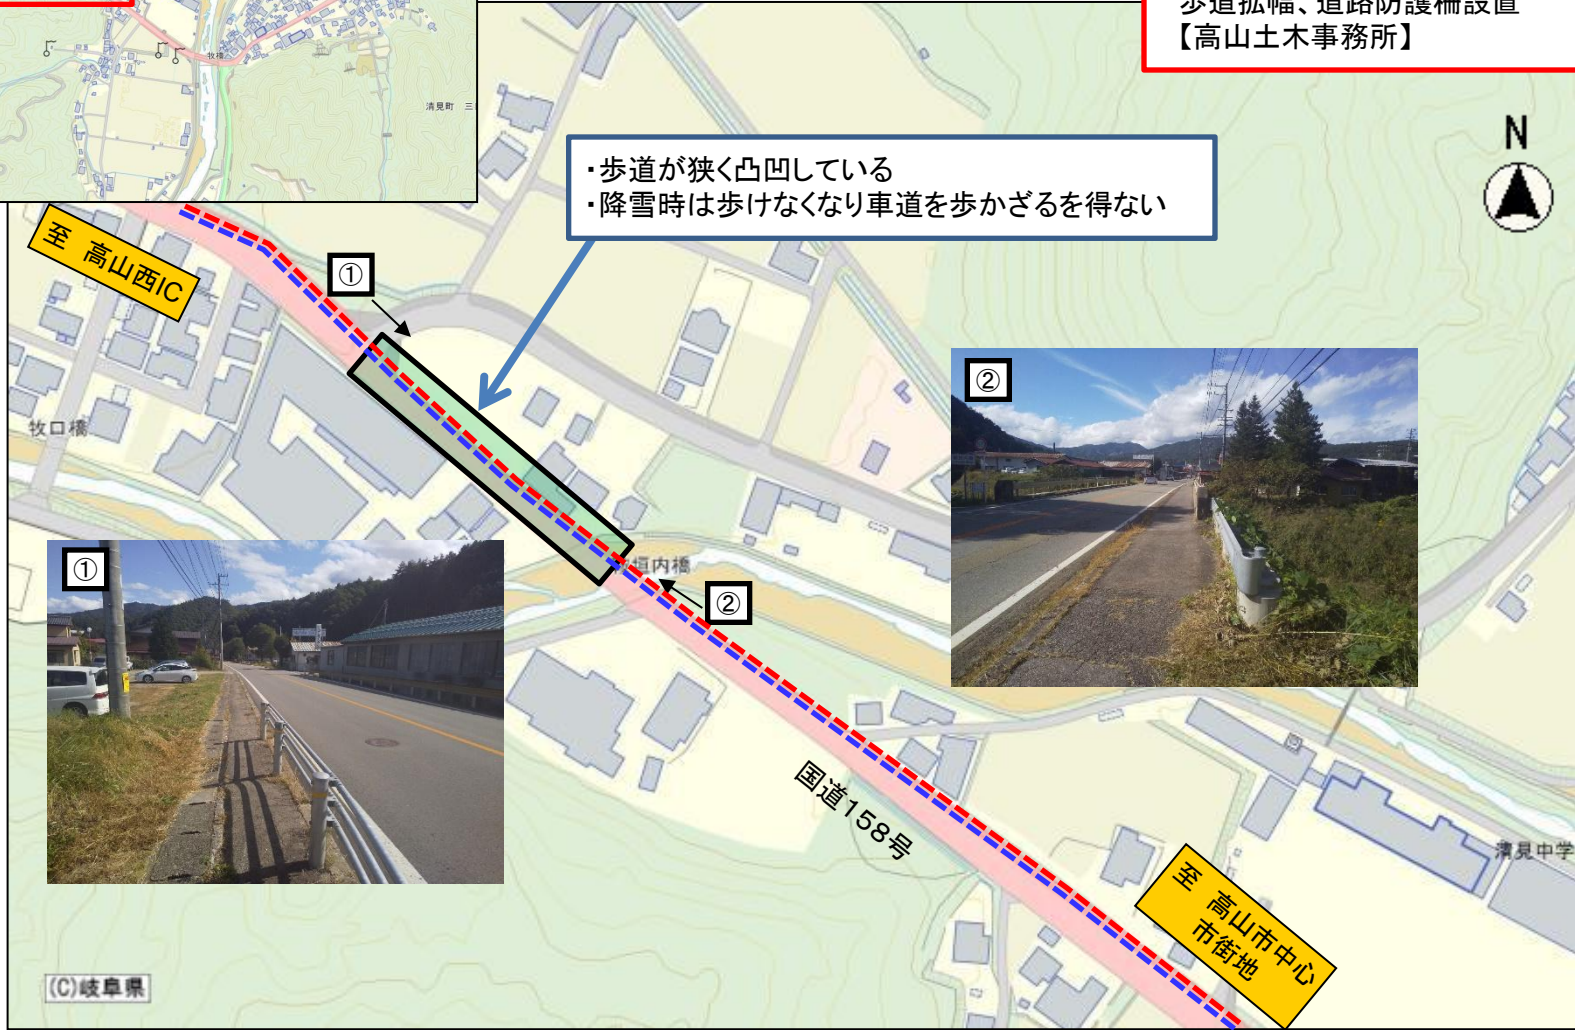 歩道拡幅、道路防護柵設置
【高山土木事務所】
牧橋
清見町 三
N
・歩道が狭く凸凹している
・降雪時は歩けなくなり車道を歩かざるを得ない
至 高山西IC
①
②
牧口橋
垣内橋
①
②
国道158号
清見中学
至 高山市中心
市街地
(C)岐阜県